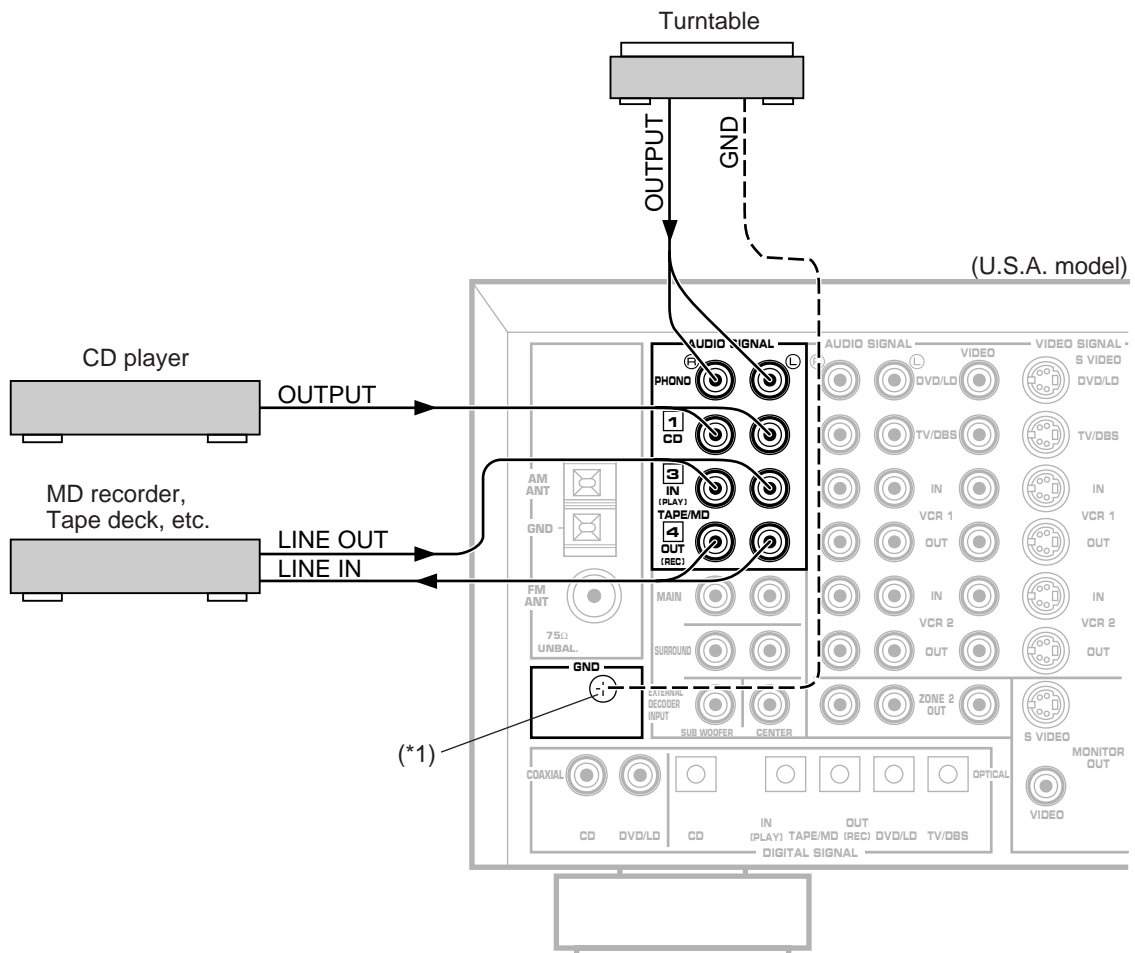 Turntable
OUTPUT
GND
(U.S.A. model)
CD player
OUTPUT
MD recorder,
Tape deck, etc.
LINE OUT
LINE IN
(*1)
AUDIO SIGNAL
R
L
PHONO
1
CD
3
IN
(PLAY)
TAPE/MD
4
OUT
(REC)
AM
ANT
GND
FM
ANT
75Ω
UNBAL.
GND
MAIN
SURROUND
EXTERNAL
DECODER
INPUT
SUB WOOFER
CENTER
AUDIO SIGNAL
R
L
VIDEO
VIDEO SIGNAL
S VIDEO
DVD/LD
DVD/LD
TV/DBS
TV/DBS
IN
IN
VCR 1
VCR 1
OUT
OUT
IN
IN
VCR 2
VCR 2
OUT
OUT
ZONE 2
OUT
S VIDEO
MONITOR
OUT
VIDEO
COAXIAL
OPTICAL
CD
DVD/LD
CD
IN
(PLAY)
TAPE/MD
OUT
(REC)
DVD/LD
TV/DBS
DIGITAL SIGNAL